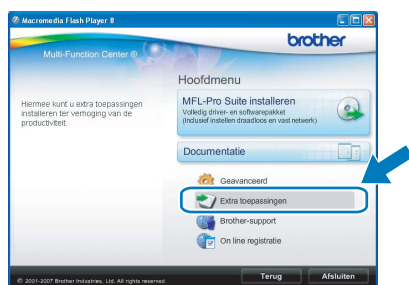 Macromedia Flash Player 8
brother
Multi-Function Center ®
Hoofdmenu
Hiermee kunt u extra toepassingen
installeren ter verhoging van de
productiviteit.
MFL-Pro Suite installeren
Volledig driver- en softwarepakket
(Inclusief instellen draadloos en vast netwerk)
Documentatie
Geavanceerd
Extra toepassingen
Brother-support
On line registratie
© 2001-2007 Brother Industries, Ltd. All rights reserved.
Terug
Afsluiten